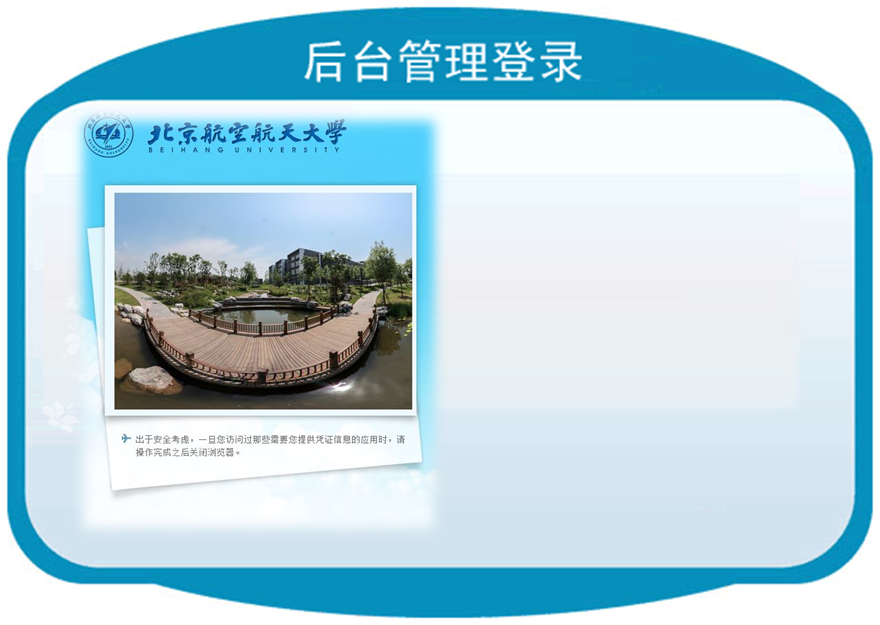 后台管理登录
北京航空航天大學
BEIHANG UNIVERSITY
出于安全考虑，一旦您访问过那些需要您提供凭证信息的应用时，请
操作完成之后关闭浏览器。